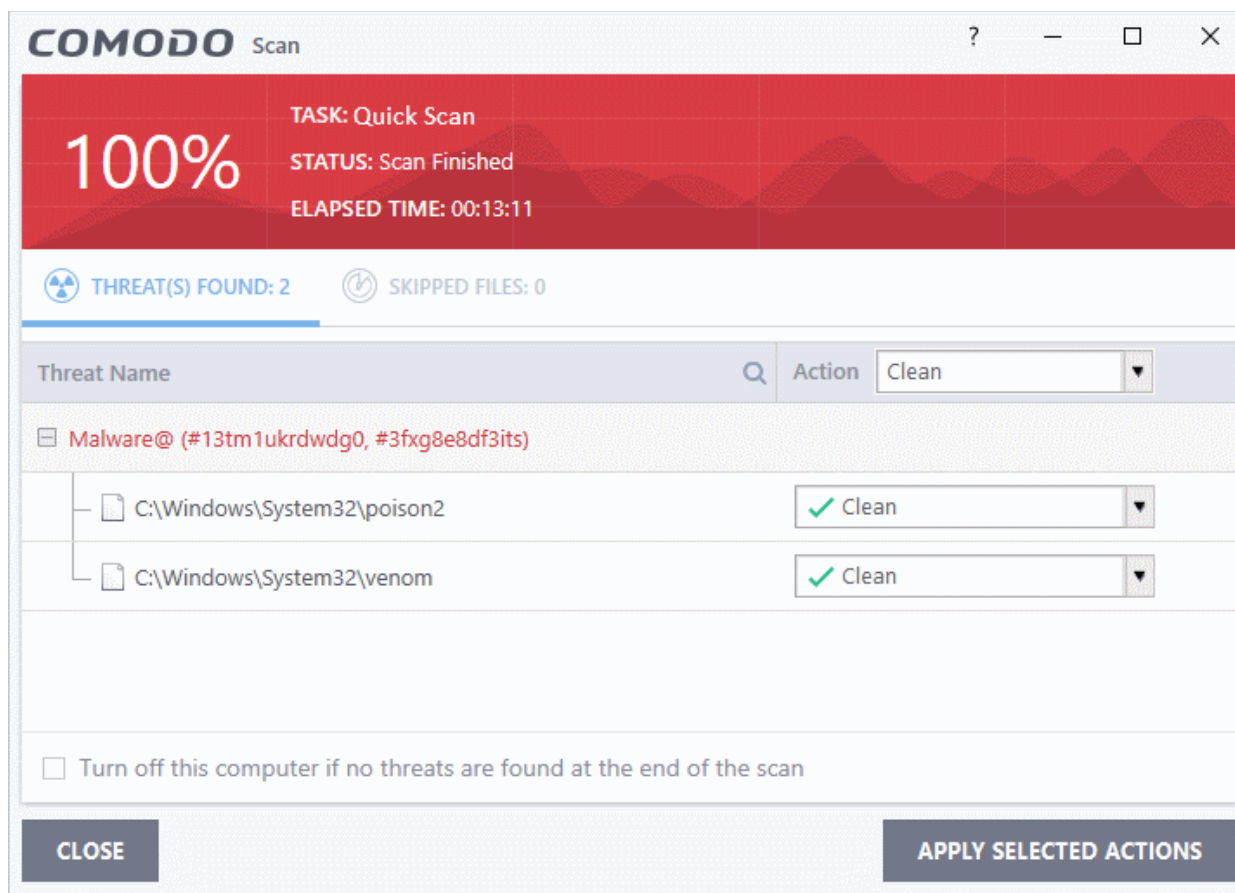 COMODO Scan
?
100%
TASK: Quick Scan
STATUS: Scan Finished
ELAPSED TIME: 00:13:11
THREAT(S) FOUND: 2 SKIPPED FILES: 0
Threat Name Action Clean
Malware@ (#13tm1ukrdwdg0, #3fxg8e8df3its)
C:\Windows\System32\poison2 Clean
C:\Windows\System32\venom Clean
Turn off this computer if no threats are found at the end of the scan
CLOSE APPLY SELECTED ACTIONS